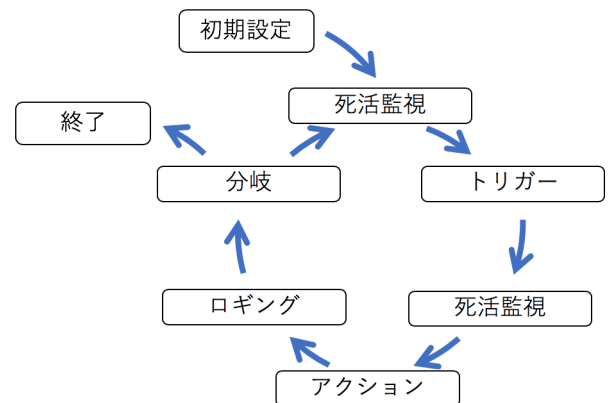 初期設定
死活監視
終了
分岐
トリガー
ロギング
死活監視
アクション